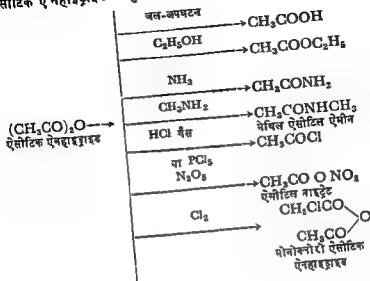 जल-अपघटन
CH₃COOH
C₂H₅OH
CH₃COOC₂H₅
NH₃
CH₃CONH₂
CH₃NH₂
CH₃CONHCH₃
(CH₃CO)₂O
ऐसीटिक ऐनहाइड्राइड
मेथिल ऐसीटिल ऐमीन
HCl गैस
CH₃COCl
या PCl₅
N₂O₅
CH₃CO O NO₂
ऐसीटिल नाइट्रेट
Cl₂
CH₂ClCO
O
CH₃CO
मोनोक्लोरो ऐसीटिक
ऐनहाइड्राइड